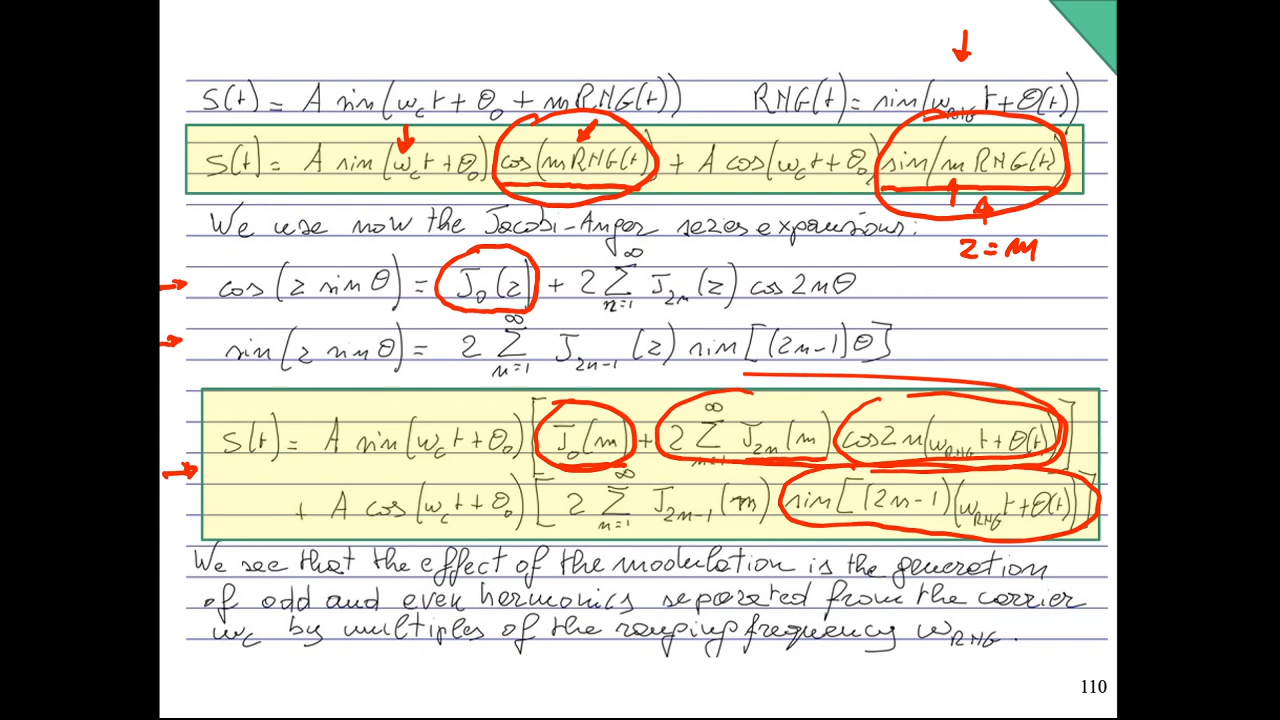 S(t) = A sin(ω_c t + θ_0 + m RNG(t)) RNG(t) = sin(ω_RNG t + θ(t))
S(t) = A sin(ω_c t + θ_0) cos(m RNG(t)) + A cos(ω_c t + θ_0) sin(m RNG(t))
We use now the Jacobi-Anger series expansions:
z = m
cos(z sin θ) = J_0(z) + 2 ∑_{n=1}^{∞} J_{2n}(z) cos 2nθ
sin(z sin θ) = 2 ∑_{n=1}^{∞} J_{2n-1}(z) sin[(2n-1)θ]
S(t) = A sin(ω_c t + θ_0) [J_0(m) + 2 ∑_{n=1}^{∞} J_{2n}(m) cos 2n(ω_RNG t + θ(t))]
+ A cos(ω_c t + θ_0) [2 ∑_{n=1}^{∞} J_{2n-1}(m) sin[(2n-1)(ω_RNG t + θ(t))]]
We see that the effect of the modulation is the generation
of odd and even harmonics separated from the carrier
ω_c by multiples of the ranging frequency ω_RNG.
110